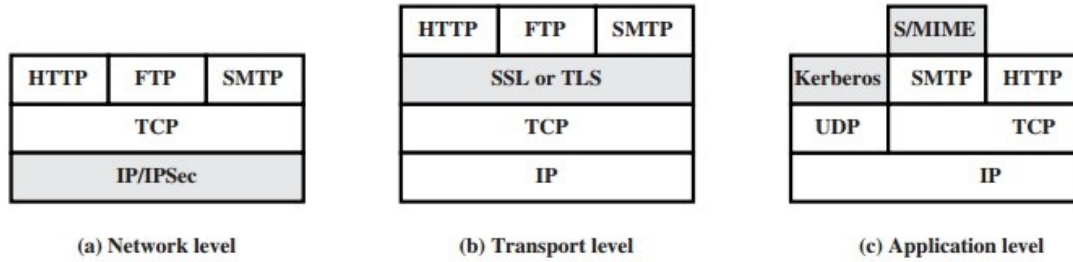 HTTP FTP SMTP
TCP
IP/IPSec
(a) Network level
HTTP FTP SMTP
SSL or TLS
TCP
IP
(b) Transport level
S/MIME
Kerberos SMTP HTTP
UDP TCP
IP
(c) Application level